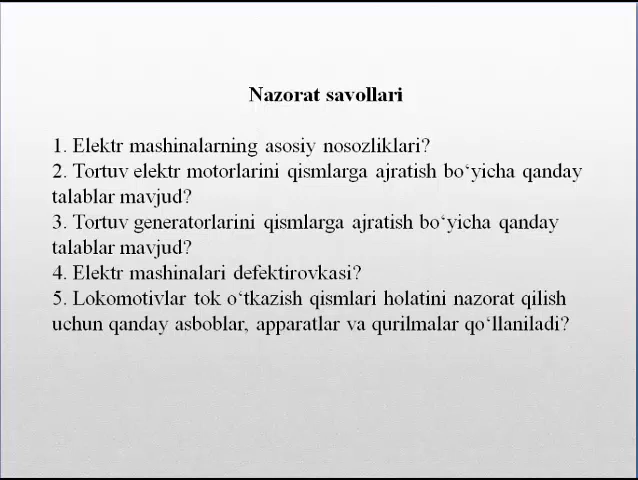 Nazorat savollari
1. Elektr mashinalarning asosiy nosozliklari?
2. Tortuv elektr motorlarini qismlarga ajratish bo‘yicha qanday
talablar mavjud?
3. Tortuv generatorlarini qismlarga ajratish bo‘yicha qanday
talablar mavjud?
4. Elektr mashinalari defektirovkasi?
5. Lokomotivlar tok o‘tkazish qismlari holatini nazorat qilish
uchun qanday asboblar, apparatlar va qurilmalar qo‘llaniladi?